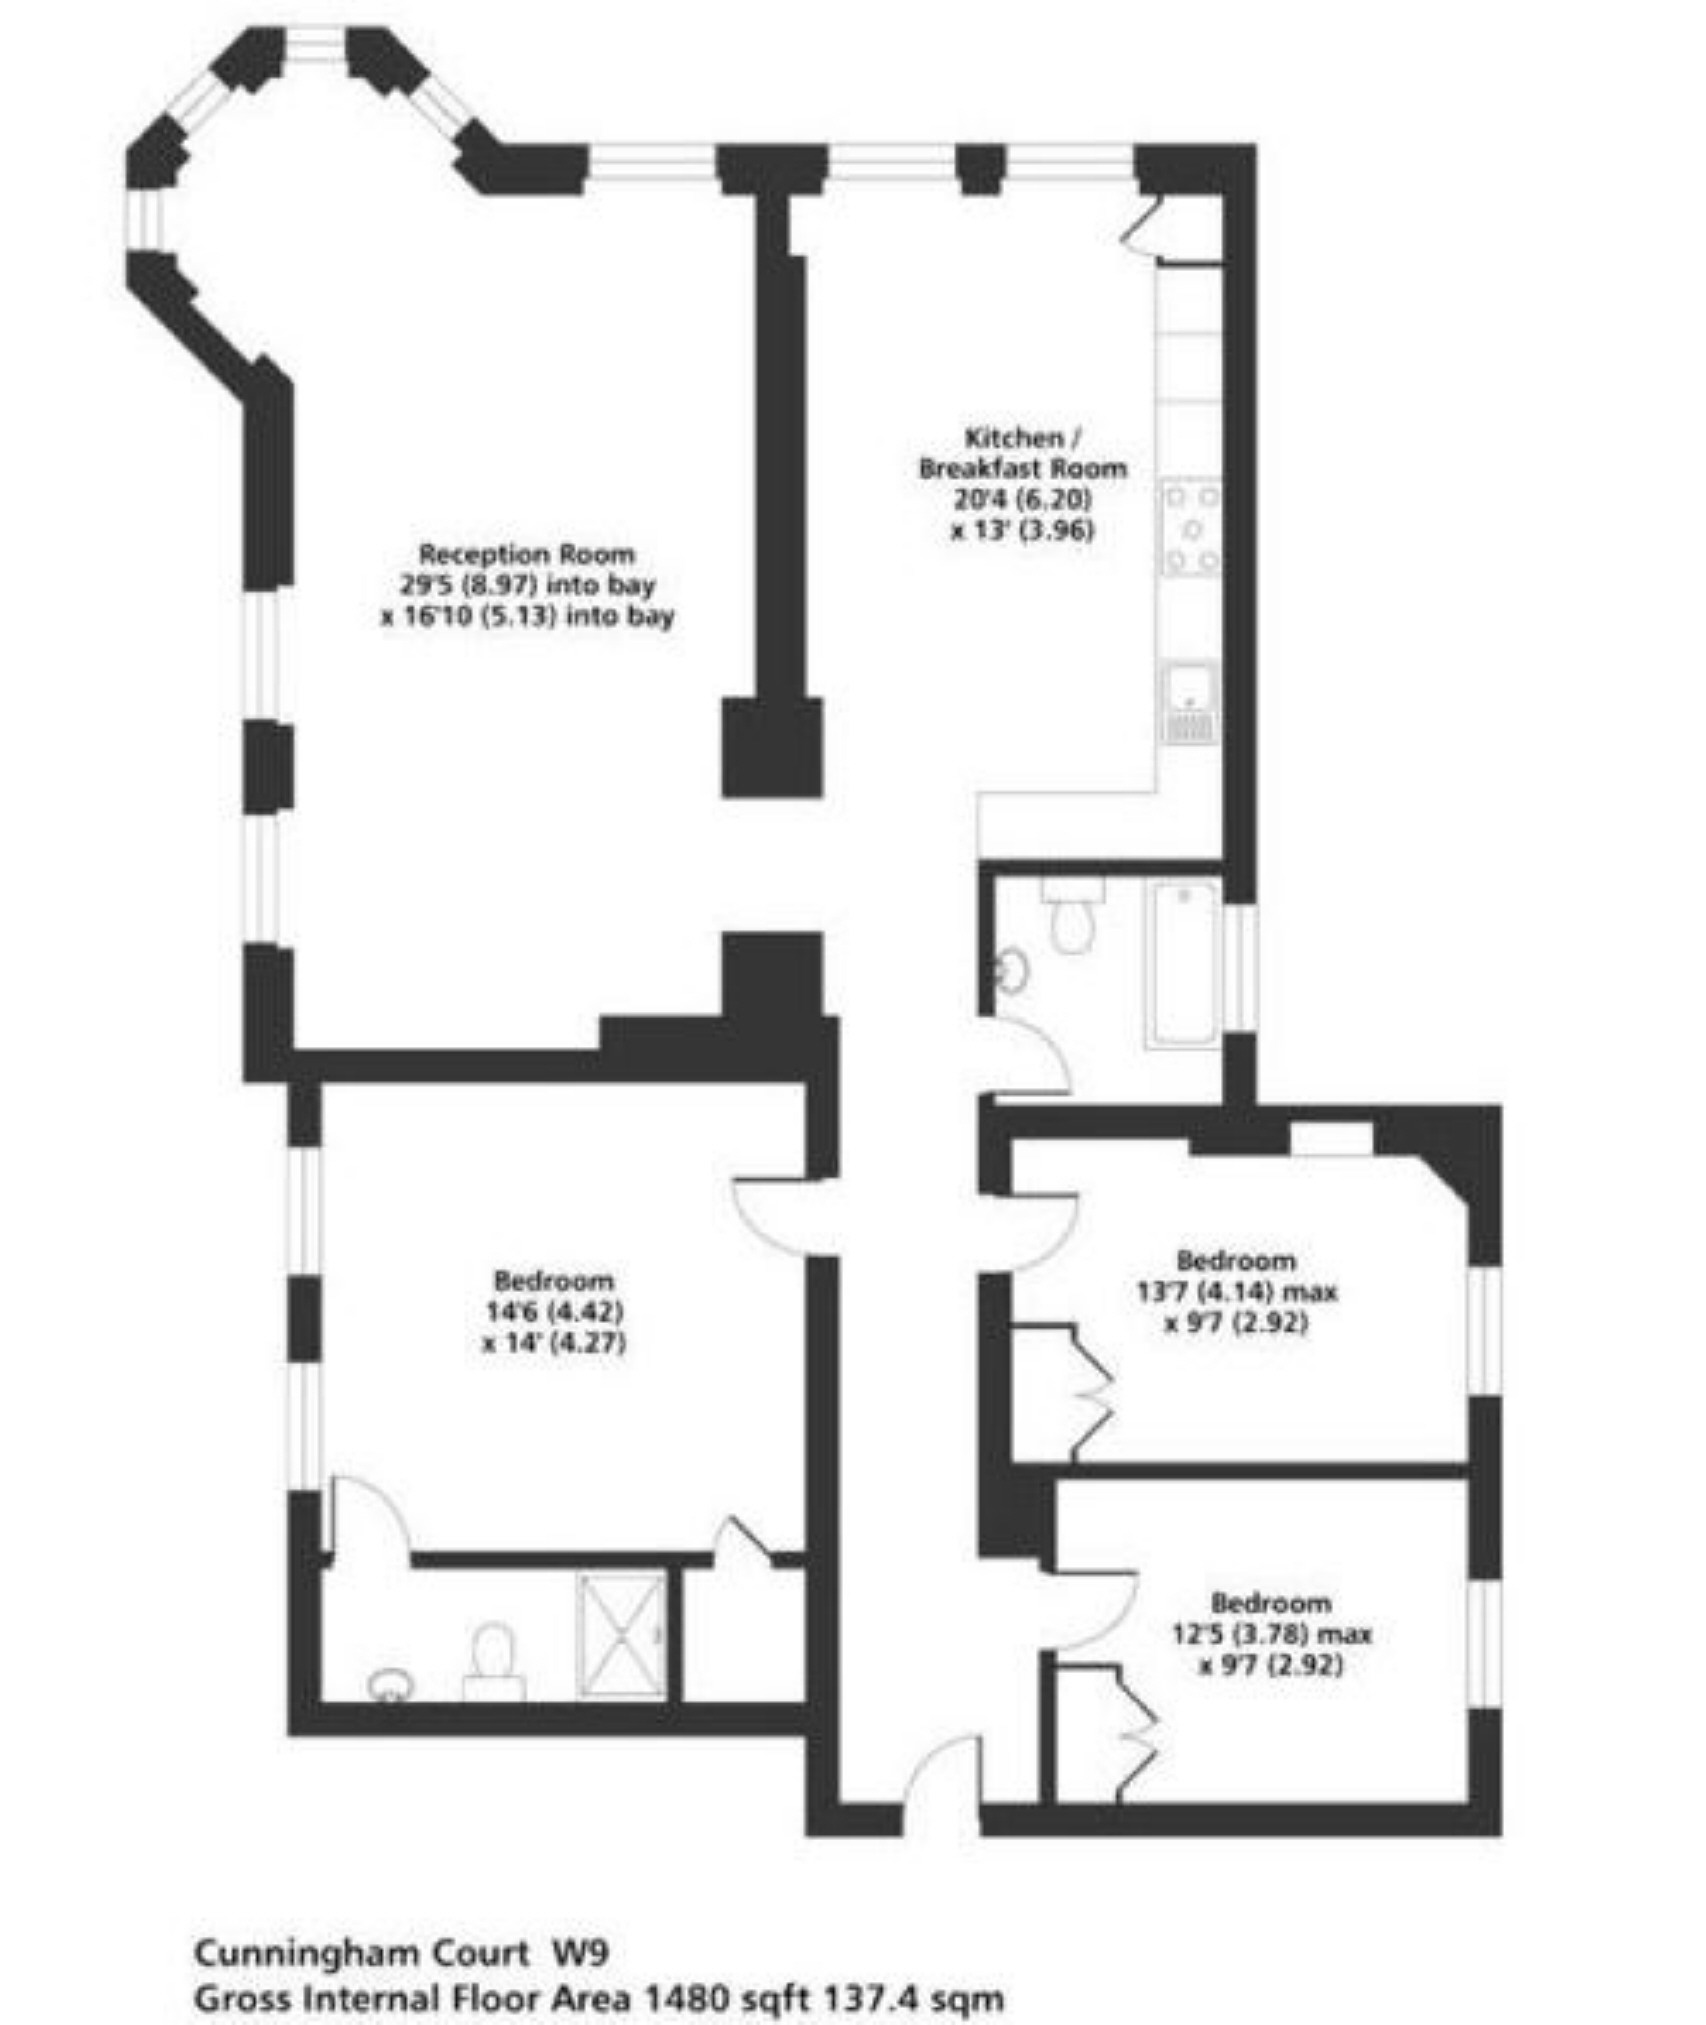 Kitchen /
Breakfast Room
20'4 (6.20)
x 13' (3.96)
Reception Room
29'5 (8.97) into bay
x 16'10 (5.13) into bay
Bedroom
13'7 (4.14) max
x 9'7 (2.92)
Bedroom
14'6 (4.42)
x 14' (4.27)
Bedroom
12'5 (3.78) max
x 9'7 (2.92)
Cunningham Court W9
Gross Internal Floor Area 1480 sqft 137.4 sqm